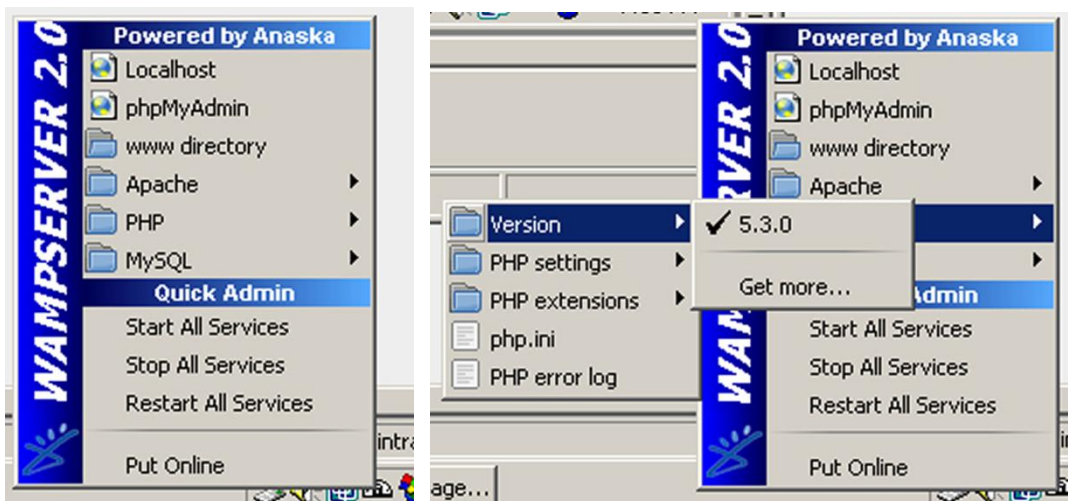 WAMPSERVER 2.0
Powered by Anaska
Localhost
phpMyAdmin
www directory
Apache
PHP
MySQL
Quick Admin
Start All Services
Stop All Services
Restart All Services
Put Online
intra
Powered by Anaska
Localhost
phpMyAdmin
www directory
Apache
Version
PHP settings
PHP extensions
php.ini
PHP error log
5.3.0
Get more...
Admin
Start All Services
Stop All Services
Restart All Services
Put Online
age...